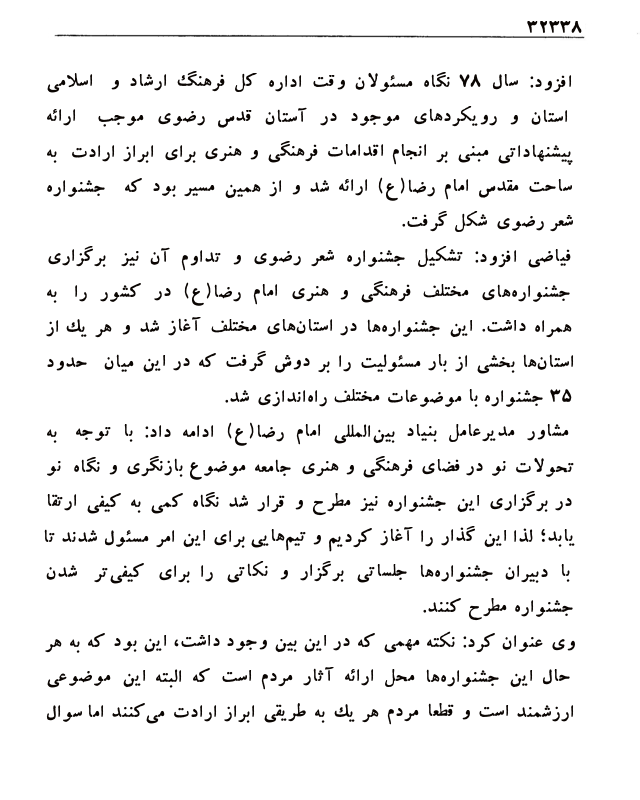 ۳۲۳۳۸
افزود: سال ۷۸ نگاه مسئولان وقت اداره کل فرهنگ ارشاد و اسلامی
استان و رویکردهای موجود در آستان قدس رضوی موجب ارائه
پیشنهاداتی مبنی بر انجام اقدامات فرهنگی و هنری برای ابراز ارادت به
ساحت مقدس امام رضا(ع) ارائه شد و از همین مسیر بود که جشنواره
شعر رضوی شکل گرفت.
فیاضی افزود: تشکیل جشنواره شعر رضوی و تداوم آن نیز برگزاری
جشنواره‌های مختلف فرهنگی و هنری امام رضا(ع) در کشور را به
همراه داشت. این جشنواره‌ها در استان‌های مختلف آغاز شد و هر یك از
استان‌ها بخشی از بار مسئولیت را بر دوش گرفت که در این میان حدود
۳۵ جشنواره با موضوعات مختلف راه‌اندازی شد.
مشاور مدیرعامل بنیاد بین‌المللی امام رضا(ع) ادامه داد: با توجه به
تحولات نو در فضای فرهنگی و هنری جامعه موضوع بازنگری و نگاه نو
در برگزاری این جشنواره نیز مطرح و قرار شد نگاه کمی به کیفی ارتقا
یابد؛ لذا این گذار را آغاز کردیم و تیم‌هایی برای این امر مسئول شدند تا
با دبیران جشنواره‌ها جلساتی برگزار و نکاتی را برای کیفی‌تر شدن
جشنواره مطرح کنند.
وی عنوان کرد: نکته مهمی که در این بین وجود داشت، این بود که به هر
حال این جشنواره‌ها محل ارائه آثار مردم است که البته این موضوعی
ارزشمند است و قطعا مردم هر یك به طریقی ابراز ارادت می‌کنند اما سوال